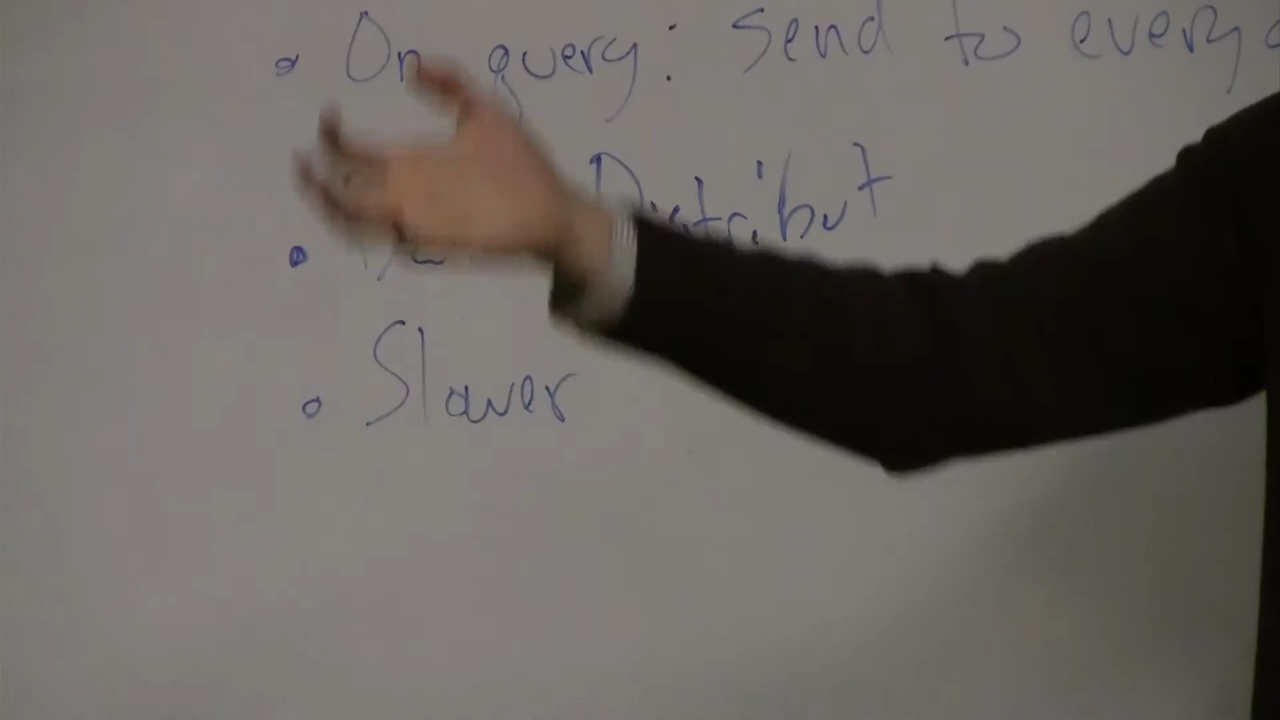 • On query: Send to every
• Distribut
• Slower